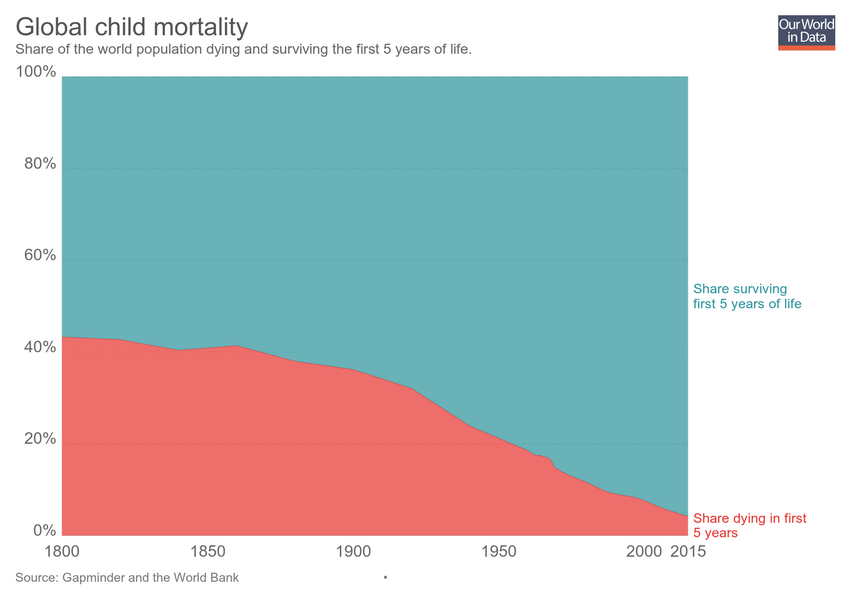 Global child mortality
Share of the world population dying and surviving the first 5 years of life.
Our World
in Data
100%
80%
60%
40%
20%
0%
Share surviving
first 5 years of life
Share dying in first
5 years
1800
1850
1900
1950
2000
2015
Source: Gapminder and the World Bank